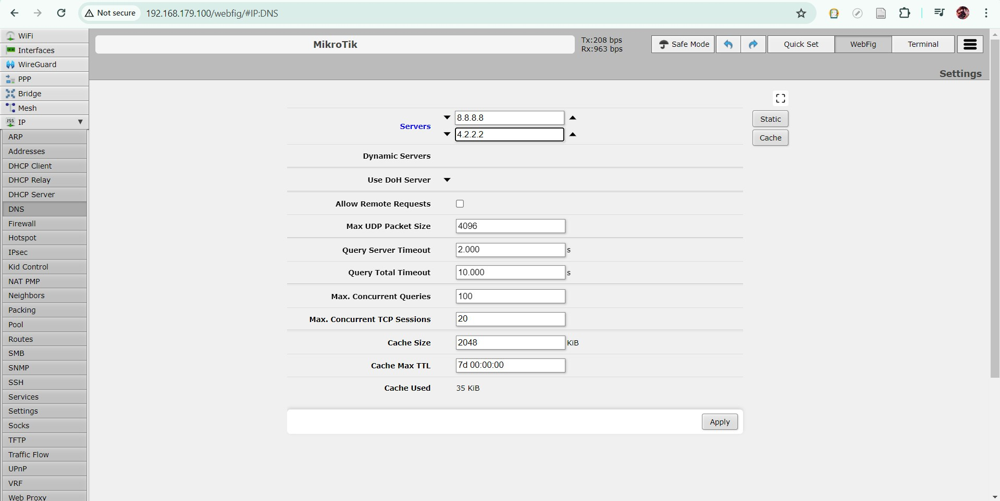 Not secure 192.168.179.100/webfig/#IP:DNS
WiFi
Interfaces
WireGuard
PPP
Bridge
Mesh
255 IP ▼
ARP
Addresses
DHCP Client
DHCP Relay
DHCP Server
DNS
Firewall
Hotspot
IPsec
Kid Control
NAT PMP
Neighbors
Packing
Pool
Routes
SMB
SNMP
SSH
Services
Settings
Socks
TFTP
Traffic Flow
UPnP
VRF
Web Proxy
MikroTik
Tx:208 bps
Rx:963 bps
Safe Mode
Quick Set
WebFig
Terminal
Settings
Servers 8.8.8.8
4.2.2.2
Dynamic Servers
Use DoH Server
Allow Remote Requests
Max UDP Packet Size 4096
Query Server Timeout 2.000 s
Query Total Timeout 10.000 s
Max. Concurrent Queries 100
Max. Concurrent TCP Sessions 20
Cache Size 2048 KiB
Cache Max TTL 7d 00:00:00
Cache Used 35 KiB
Static
Cache
Apply